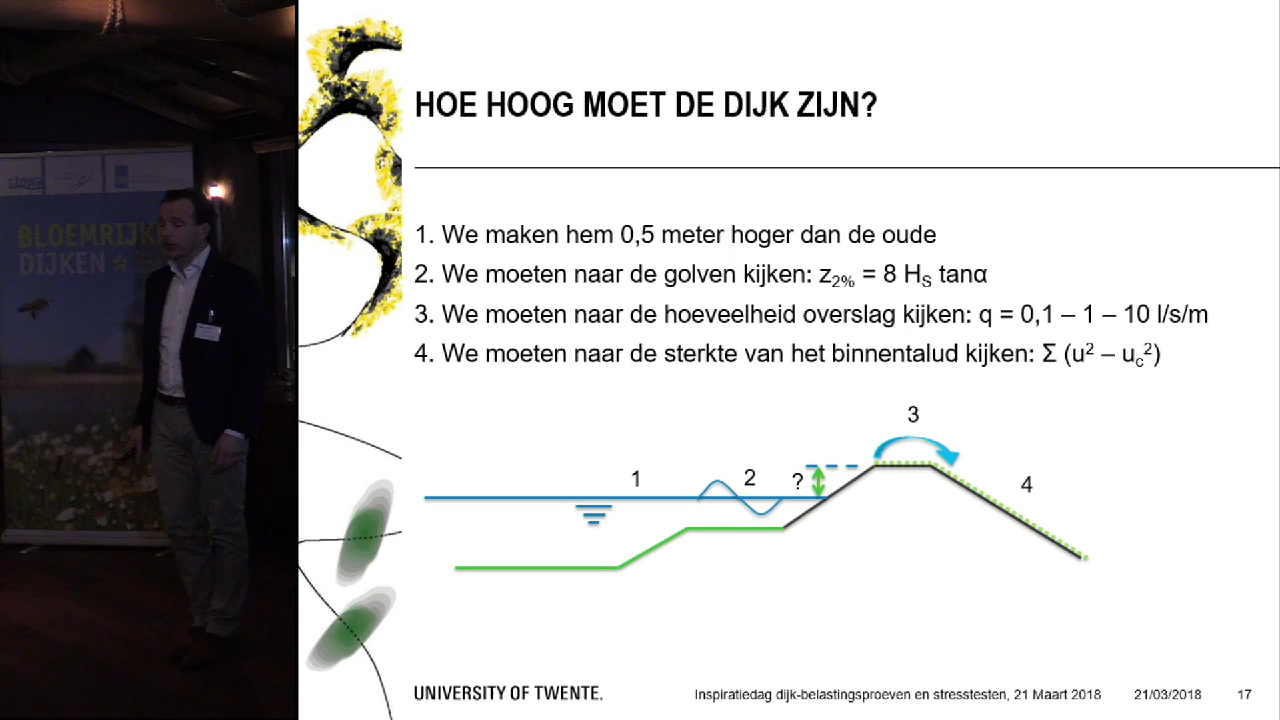 HOE HOOG MOET DE DIJK ZIJN?
1. We maken hem 0,5 meter hoger dan de oude
2. We moeten naar de golven kijken: z2% = 8 HS tanα
3. We moeten naar de hoeveelheid overslag kijken: q = 0,1 – 1 – 10 l/s/m
4. We moeten naar de sterkte van het binnentalud kijken: Σ (u² – uc²)
3
1
2
?
4
UNIVERSITY OF TWENTE.
Inspiratiedag dijk-belastingsproeven en stresstesten, 21 Maart 2018
21/03/2018
17
stowa
DIJKEN